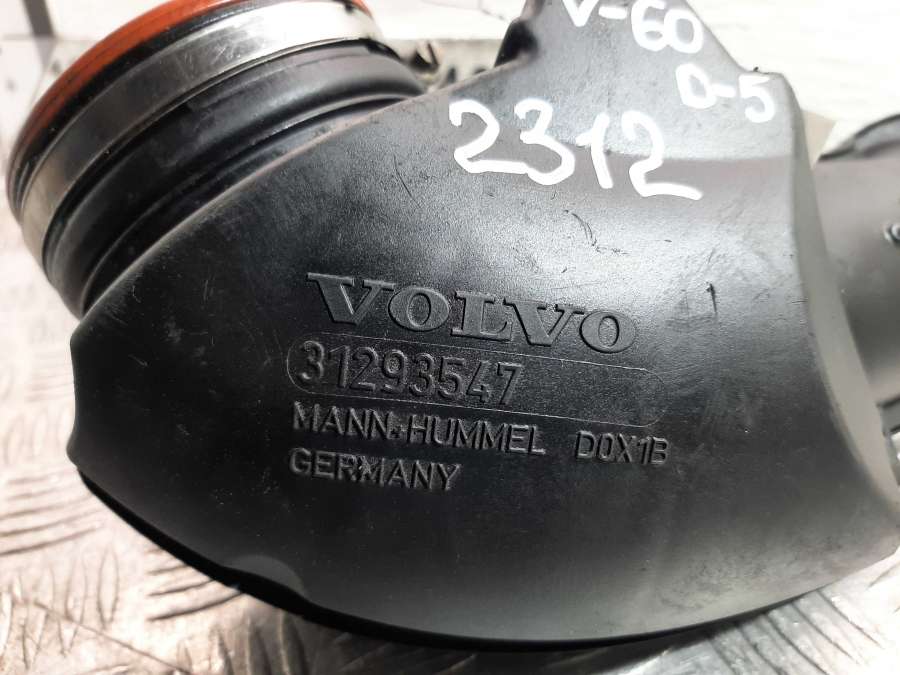 V-60
D-5
2312
VOLVO
31293547
MANN+HUMMEL D0X1B
GERMANY